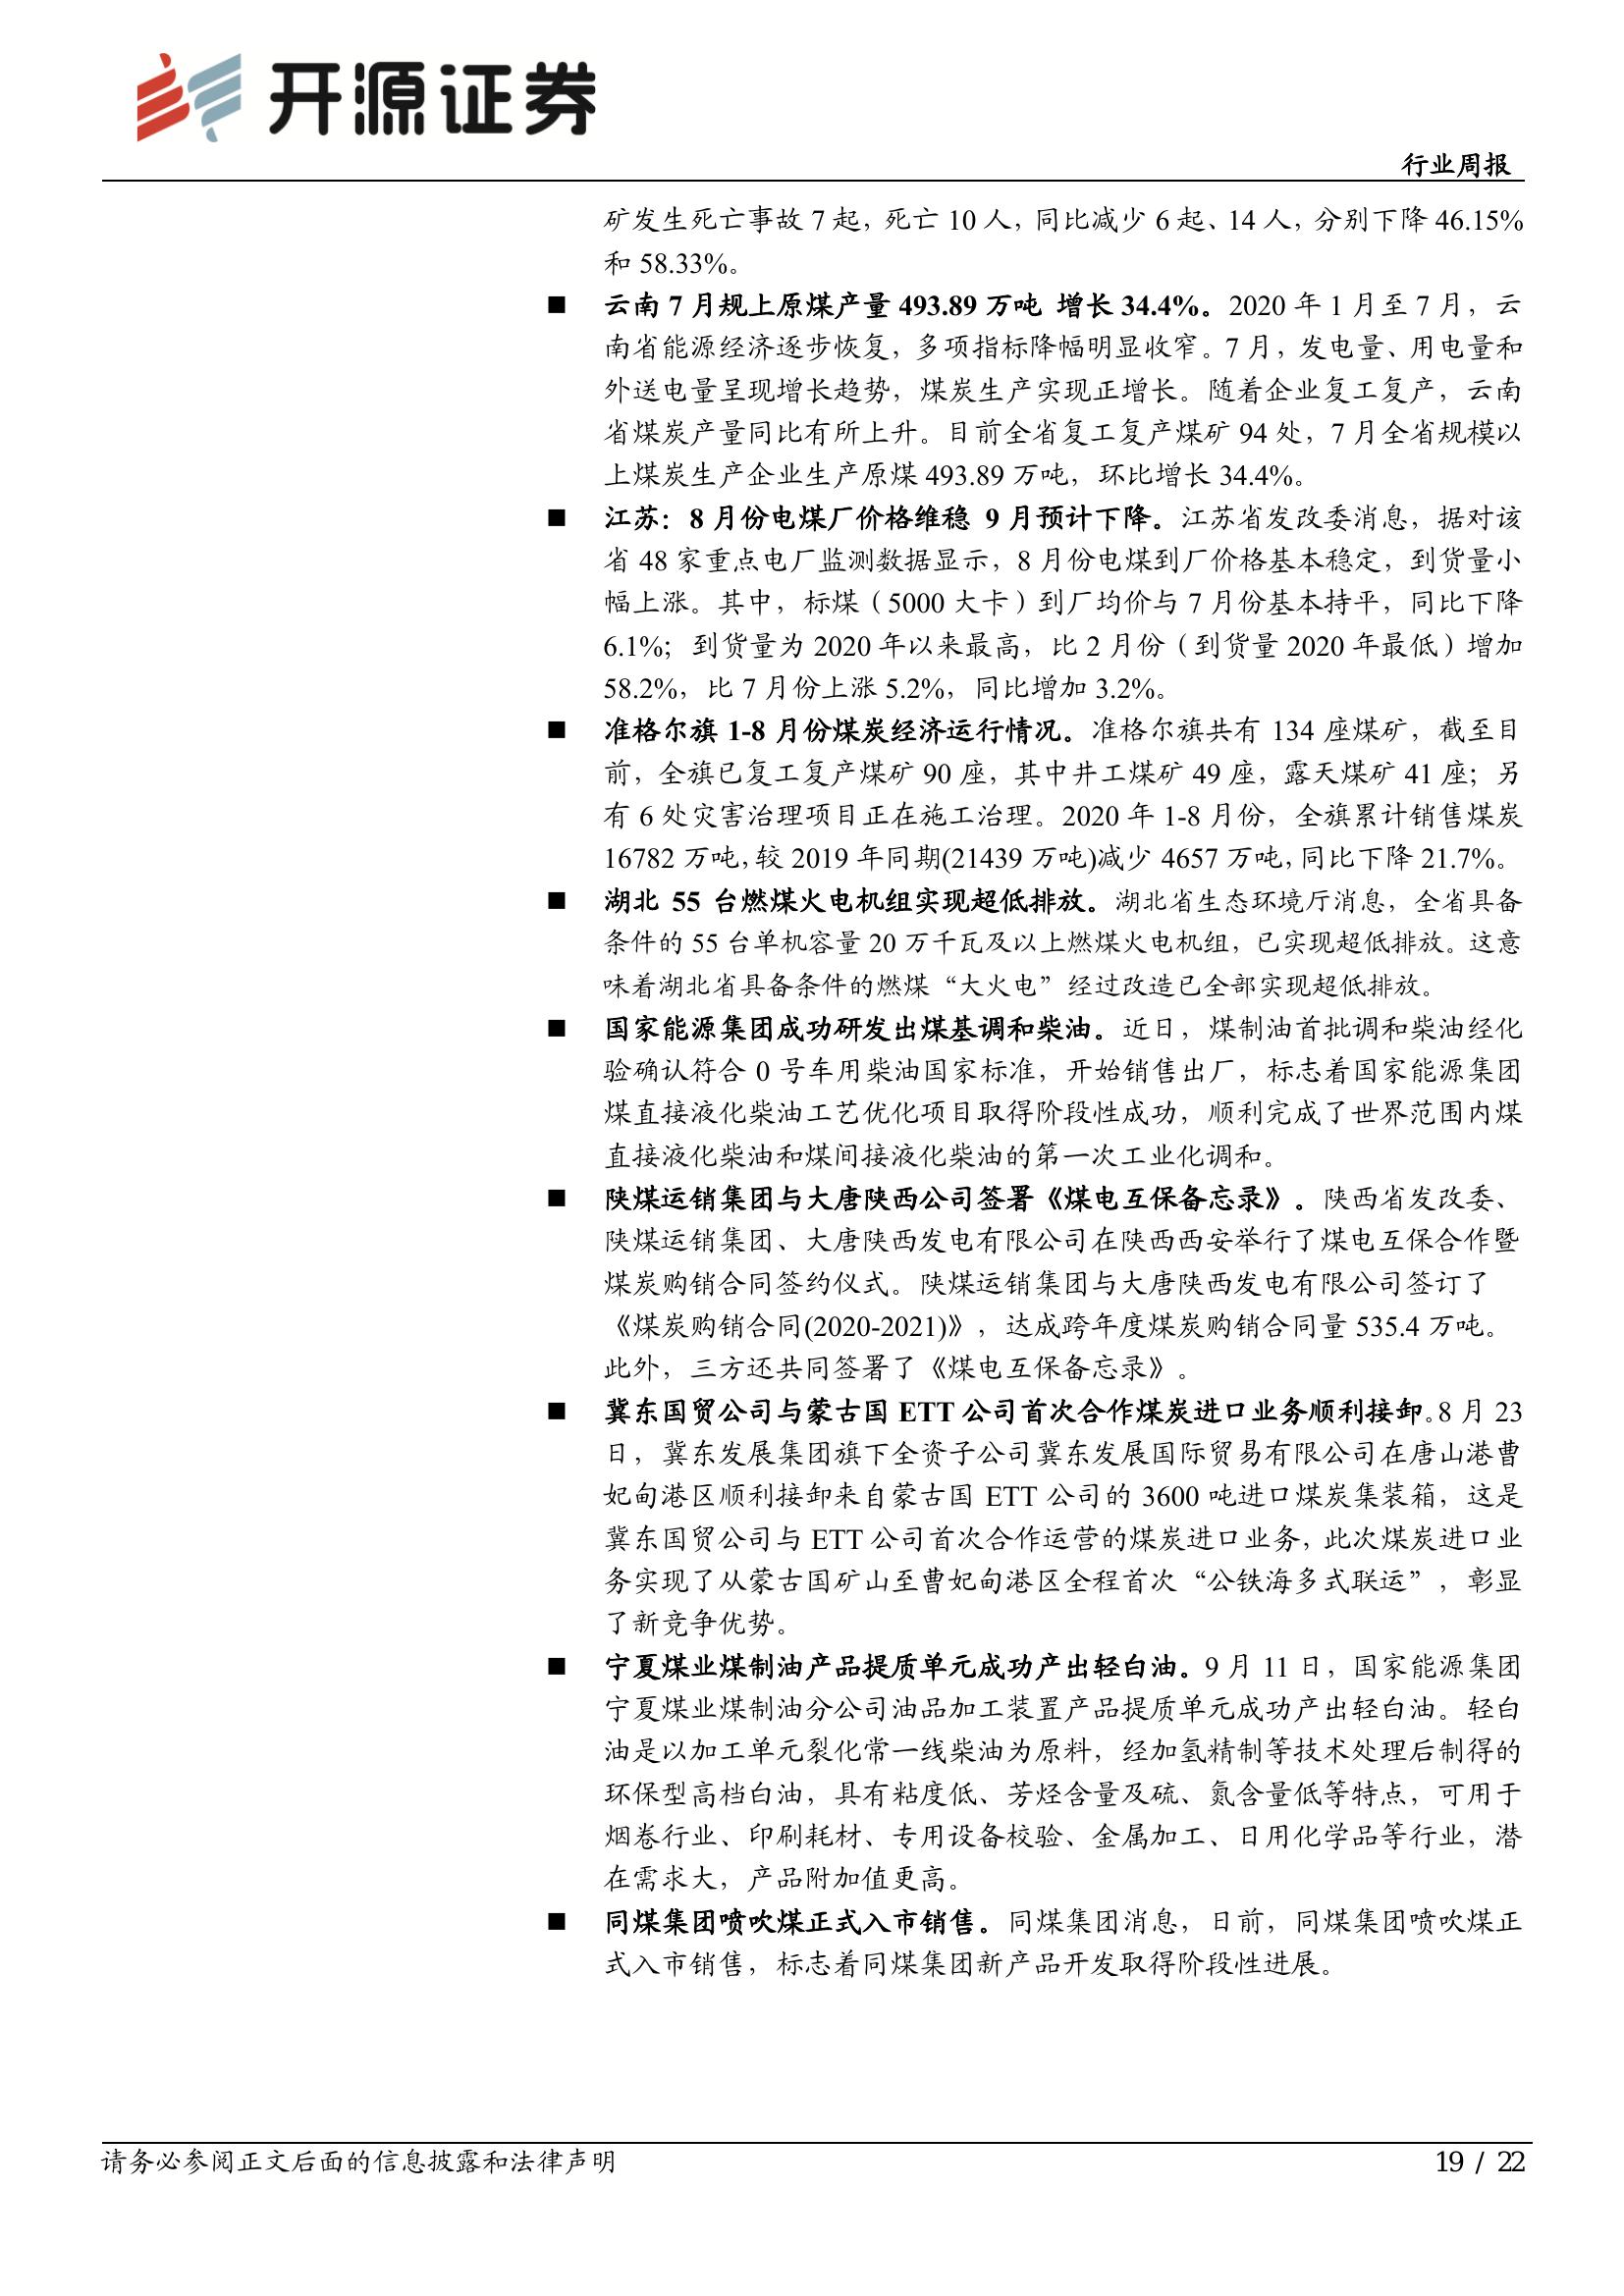 开源证券
行业周报
矿发生死亡事故 7 起，死亡 10 人，同比减少 6 起、14 人，分别下降 46.15%
和 58.33%。
■ 云南 7 月规上原煤产量 493.89 万吨 增长 34.4%。2020 年 1 月至 7 月，云
南省能源经济逐步恢复，多项指标降幅明显收窄。7 月，发电量、用电量和
外送电量呈现增长趋势，煤炭生产实现正增长。随着企业复工复产，云南
省煤炭产量同比有所上升。目前全省复工复产煤矿 94 处，7 月全省规模以
上煤炭生产企业生产原煤 493.89 万吨，环比增长 34.4%。
■ 江苏：8 月份电煤厂价格维稳 9 月预计下降。江苏省发改委消息，据对该
省 48 家重点电厂监测数据显示，8 月份电煤到厂价格基本稳定，到货量小
幅上涨。其中，标煤（5000 大卡）到厂均价与 7 月份基本持平，同比下降
6.1%；到货量为 2020 年以来最高，比 2 月份（到货量 2020 年最低）增加
58.2%，比 7 月份上涨 5.2%，同比增加 3.2%。
■ 准格尔旗 1-8 月份煤炭经济运行情况。准格尔旗共有 134 座煤矿，截至目
前，全旗已复工复产煤矿 90 座，其中井工煤矿 49 座，露天煤矿 41 座；另
有 6 处灾害治理项目正在施工治理。2020 年 1-8 月份，全旗累计销售煤炭
16782 万吨，较 2019 年同期(21439 万吨)减少 4657 万吨，同比下降 21.7%。
■ 湖北 55 台燃煤火电机组实现超低排放。湖北省生态环境厅消息，全省具备
条件的 55 台单机容量 20 万千瓦及以上燃煤火电机组，已实现超低排放。这意
味着湖北省具备条件的燃煤“大火电”经过改造已全部实现超低排放。
■ 国家能源集团成功研发出煤基调和柴油。近日，煤制油首批调和柴油经化
验确认符合 0 号车用柴油国家标准，开始销售出厂，标志着国家能源集团
煤直接液化柴油工艺优化项目取得阶段性成功，顺利完成了世界范围内煤
直接液化柴油和煤间接液化柴油的第一次工业化调和。
■ 陕煤运销集团与大唐陕西公司签署《煤电互保备忘录》。陕西省发改委、
陕煤运销集团、大唐陕西发电有限公司在陕西西安举行了煤电互保合作暨
煤炭购销合同签约仪式。陕煤运销集团与大唐陕西发电有限公司签订了
《煤炭购销合同(2020-2021)》，达成跨年度煤炭购销合同量 535.4 万吨。
此外，三方还共同签署了《煤电互保备忘录》。
■ 冀东国贸公司与蒙古国 ETT 公司首次合作煤炭进口业务顺利接卸。8 月 23
日，冀东发展集团旗下全资子公司冀东发展国际贸易有限公司在唐山港曹
妃甸港区顺利接卸来自蒙古国 ETT 公司的 3600 吨进口煤炭集装箱，这是
冀东国贸公司与 ETT 公司首次合作运营的煤炭进口业务，此次煤炭进口业
务实现了从蒙古国矿山至曹妃甸港区全程首次“公铁海多式联运”，彰显
了新竞争优势。
■ 宁夏煤业煤制油产品提质单元成功产出轻白油。9 月 11 日，国家能源集团
宁夏煤业煤制油分公司油品加工装置产品提质单元成功产出轻白油。轻白
油是以加工单元裂化常一线柴油为原料，经加氢精制等技术处理后制得的
环保型高档白油，具有粘度低、芳烃含量及硫、氮含量低等特点，可用于
烟卷行业、印刷耗材、专用设备校验、金属加工、日用化学品等行业，潜
在需求大，产品附加值更高。
■ 同煤集团喷吹煤正式入市销售。同煤集团消息，日前，同煤集团喷吹煤正
式入市销售，标志着同煤集团新产品开发取得阶段性进展。
请务必参阅正文后面的信息披露和法律声明
19 / 22